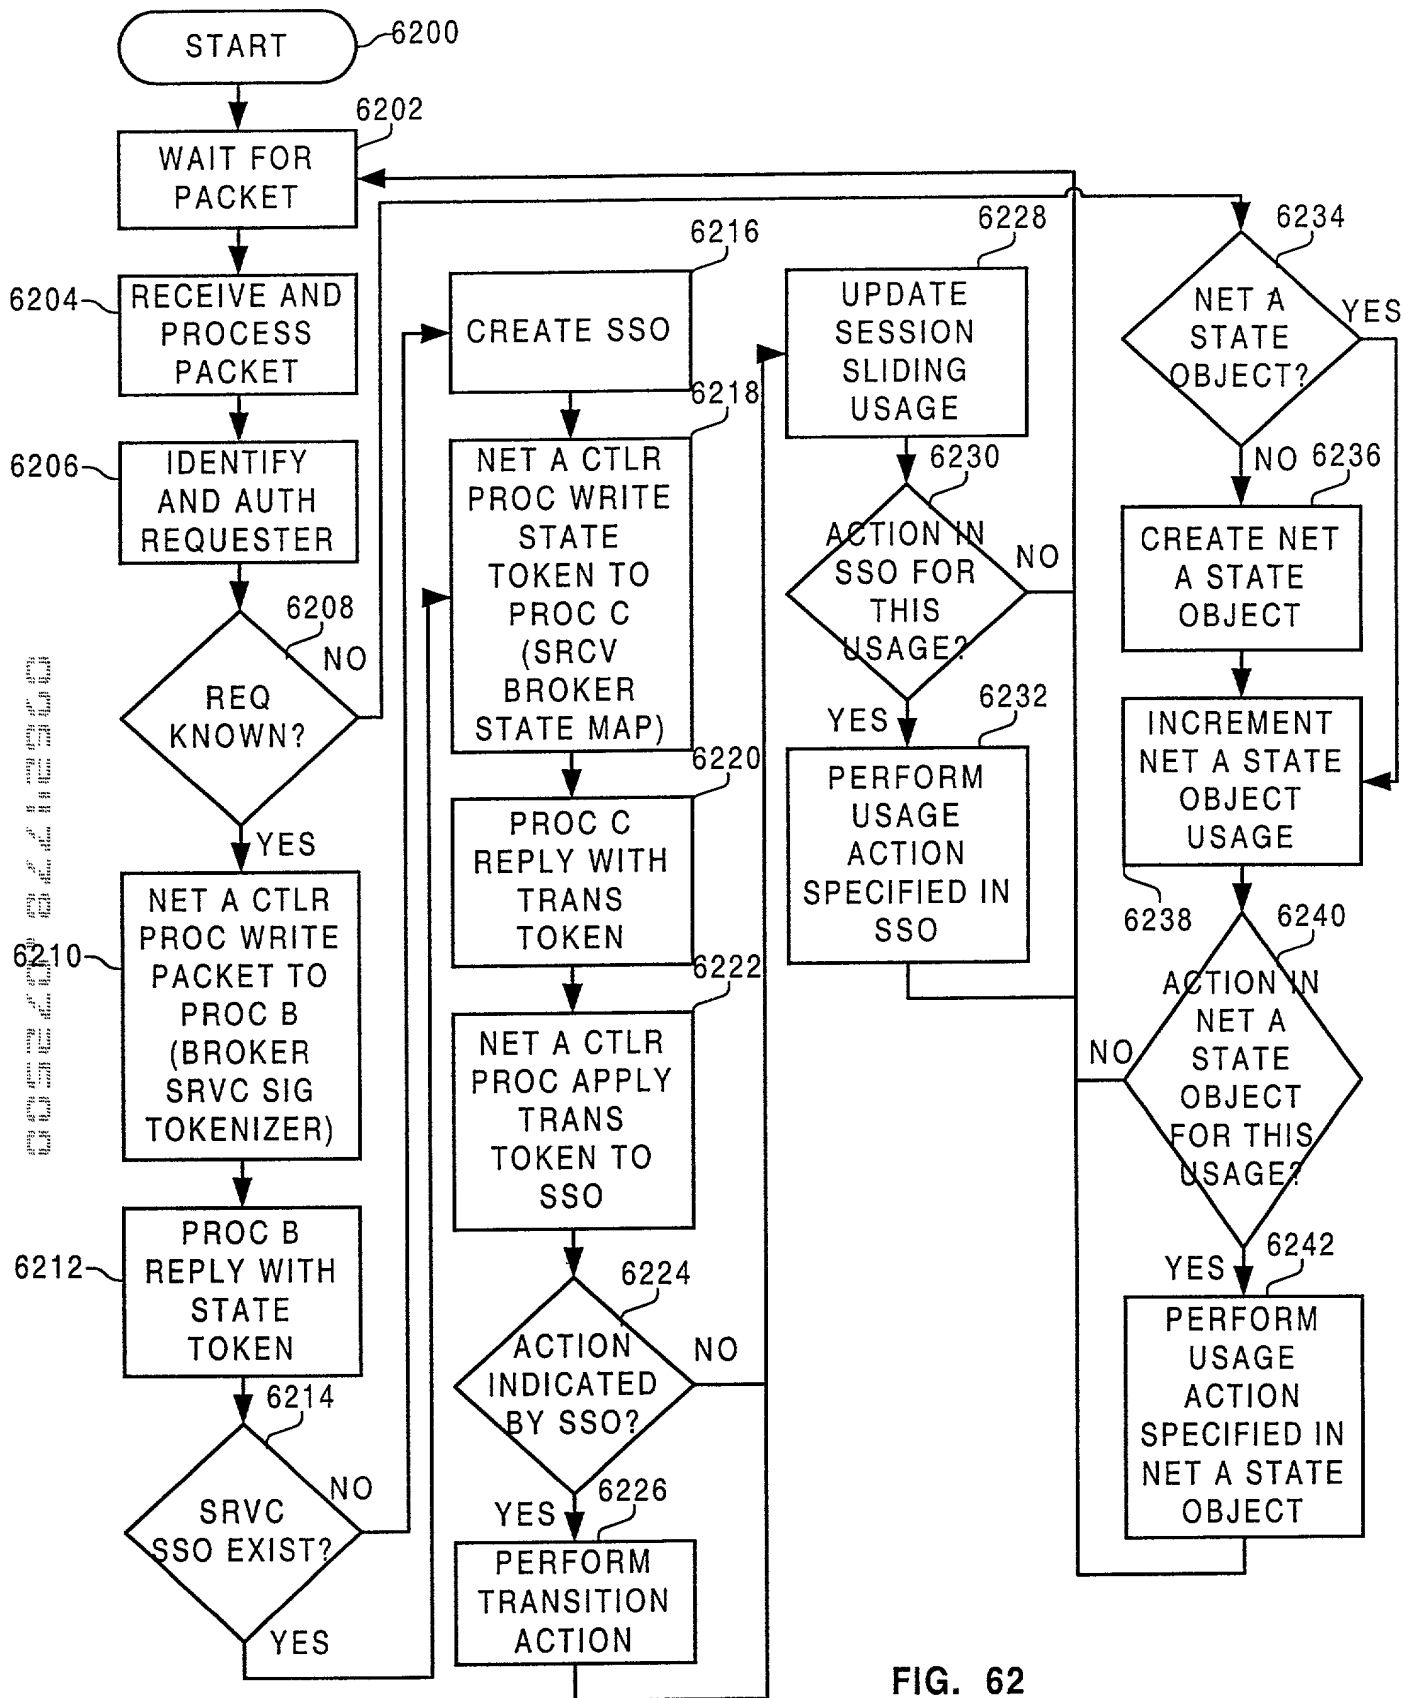 START
6200
6202
WAIT FOR
PACKET
6204
RECEIVE AND
PROCESS
PACKET
6206
IDENTIFY
AND AUTH
REQUESTER
6208
NO
REQ
KNOWN?
YES
6210
NET A CTLR
PROC WRITE
PACKET TO
PROC B
(BROKER
SRVC SIG
TOKENIZER)
6212
PROC B
REPLY WITH
STATE
TOKEN
6214
NO
SRVC
SSO EXIST?
YES
6216
CREATE SSO
6218
NET A CTLR
PROC WRITE
STATE
TOKEN TO
PROC C
(SRCV
BROKER
STATE MAP)
6220
PROC C
REPLY WITH
TRANS
TOKEN
6222
NET A CTLR
PROC APPLY
TRANS
TOKEN TO
SSO
6224
NO
ACTION
INDICATED
BY SSO?
YES
6226
PERFORM
TRANSITION
ACTION
6228
UPDATE
SESSION
SLIDING
USAGE
6230
NO
ACTION IN
SSO FOR
THIS
USAGE?
YES
6232
PERFORM
USAGE
ACTION
SPECIFIED IN
SSO
6234
YES
NET A
STATE
OBJECT?
NO
6236
CREATE NET
A STATE
OBJECT
INCREMENT
NET A STATE
OBJECT
USAGE
6238
6240
NO
ACTION IN
NET A
STATE
OBJECT
FOR THIS
USAGE?
YES
6242
PERFORM
USAGE
ACTION
SPECIFIED IN
NET A STATE
OBJECT
FIG. 62